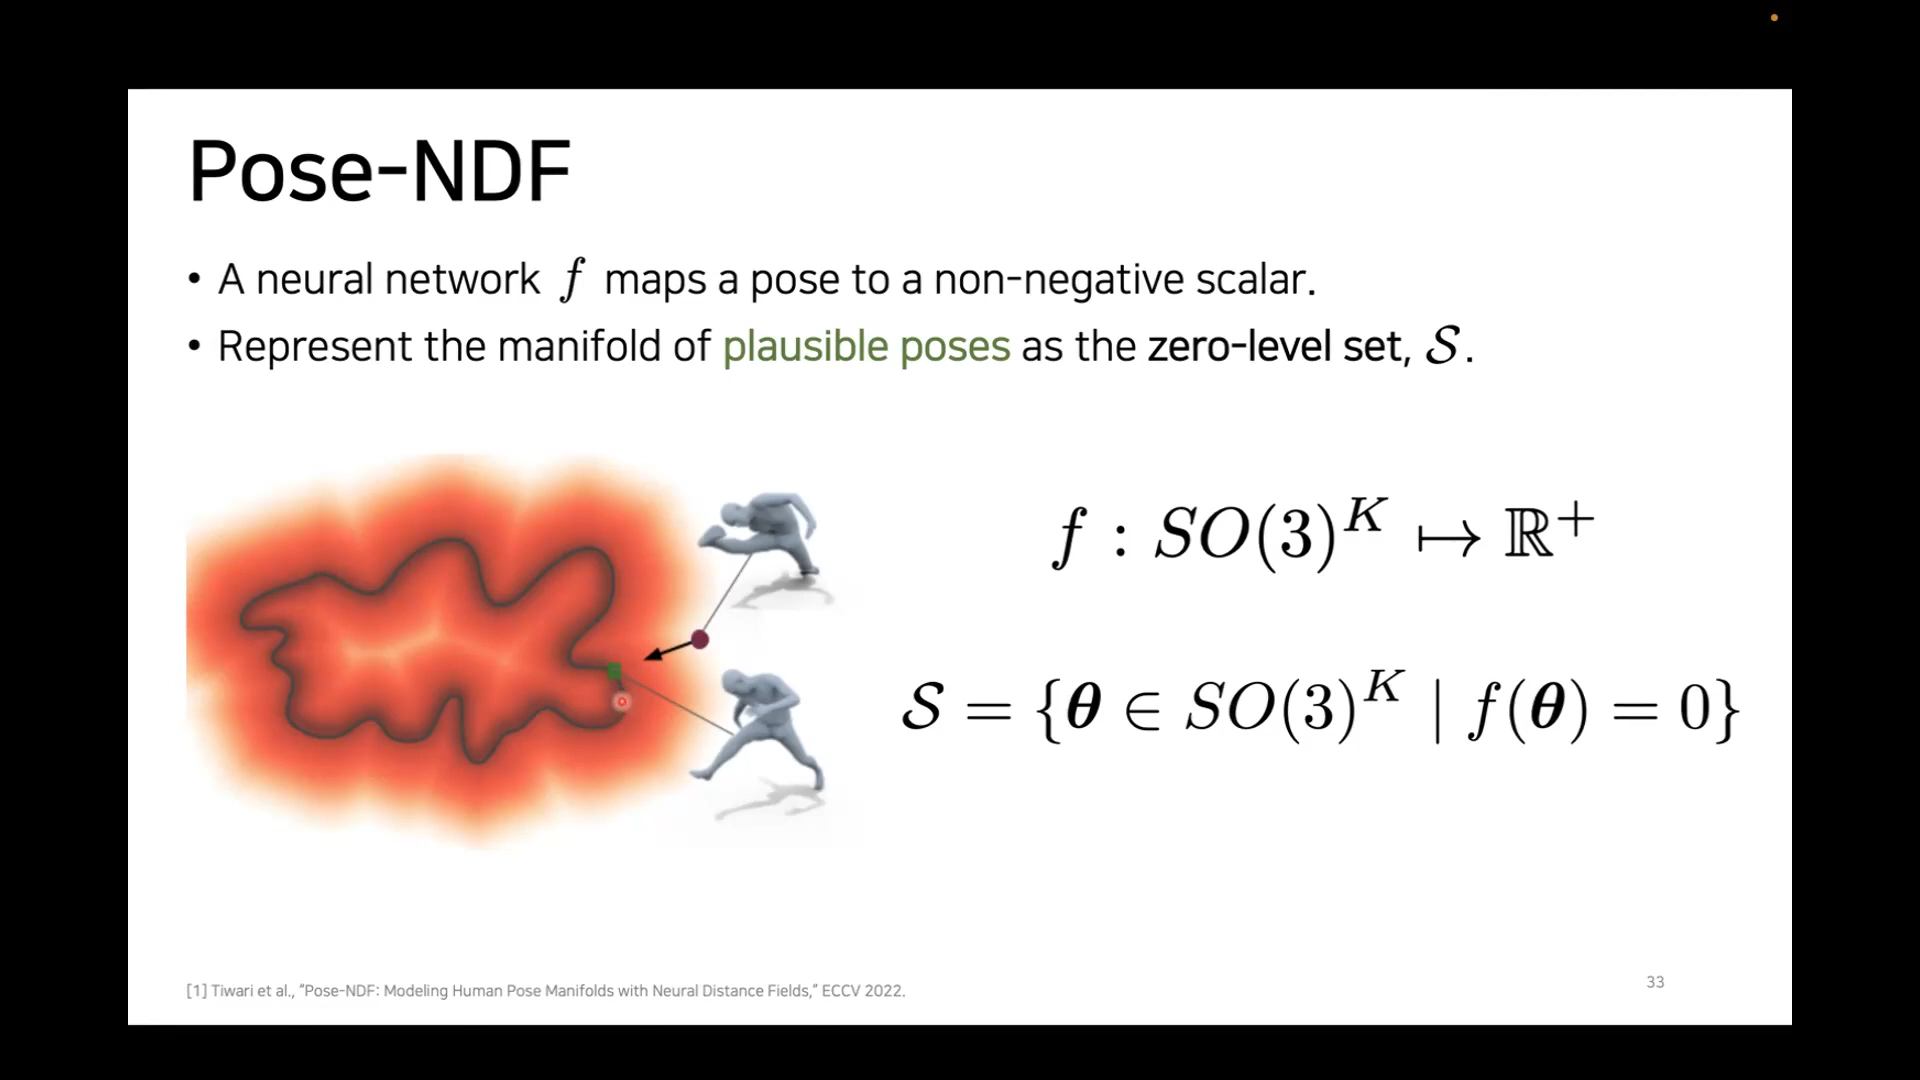 Pose-NDF
• A neural network f maps a pose to a non-negative scalar.
• Represent the manifold of plausible poses as the zero-level set, 𝒮.
f : SO(3)^K ↦ ℝ^+
𝒮 = {𝜽 ∈ SO(3)^K | f(𝜽) = 0}
[1] Tiwari et al., “Pose-NDF: Modeling Human Pose Manifolds with Neural Distance Fields,” ECCV 2022.
33